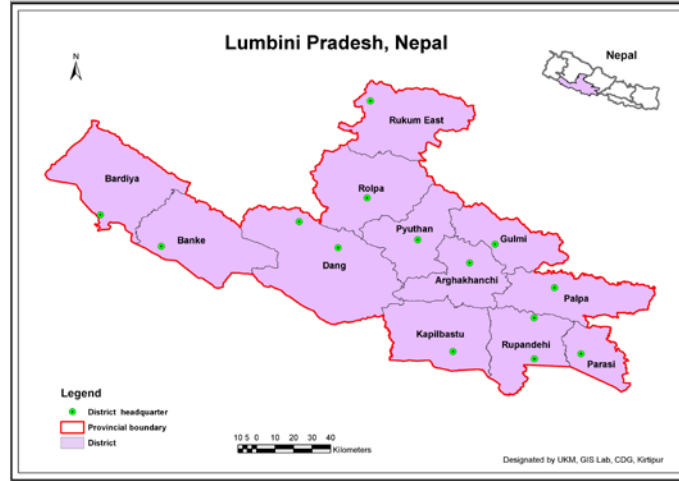 Lumbini Pradesh, Nepal
N
Nepal
Rukum East
Bardiya
Rolpa
Banke
Pyuthan
Gulmi
Dang
Arghakhanchi
Palpa
Kapilbastu
Rupandehi
Parasi
Legend
District headquarter
Provincial boundary
District
10 5 0 10 20 30 40
Kilometers
Designated by UKM, GIS Lab, CDG, Kirtipur